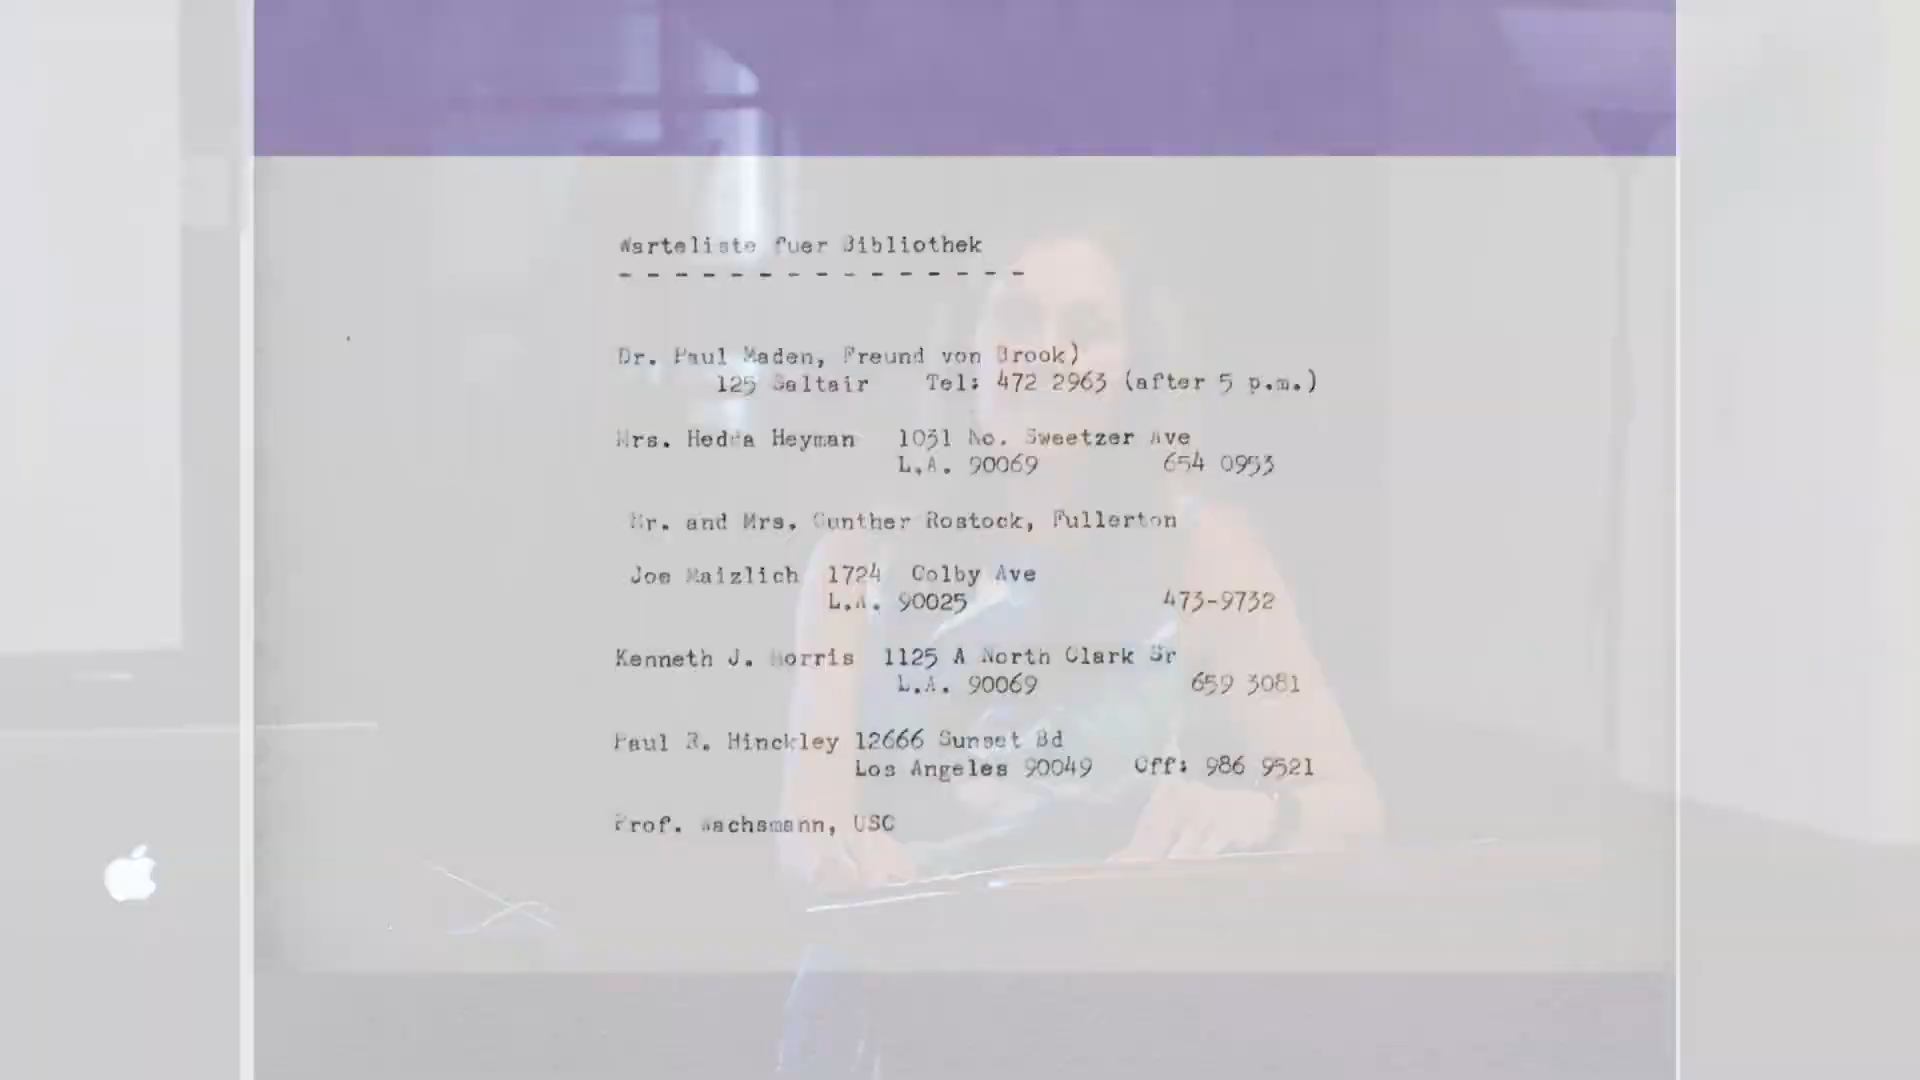 Warteliste fuer Bibliothek
- - - - - - - - - - - - - - -
Dr. Paul Maden, Freund von Brook)
125 Saltair Tel: 472 2963 (after 5 p.m.)
Mrs. Hedda Heyman 1031 No. Sweetzer Ave
L.A. 90069 654 0953
Mr. and Mrs. Gunther Rostock, Fullerton
Joe Maizlich 1724 Colby Ave
L.A. 90025 473-9732
Kenneth J. Morris 1125 A North Clark Sr
L.A. 90069 659 3081
Paul R. Hinckley 12666 Sunset Bd
Los Angeles 90049 Off: 986 9521
Prof. Wachsmann, USC